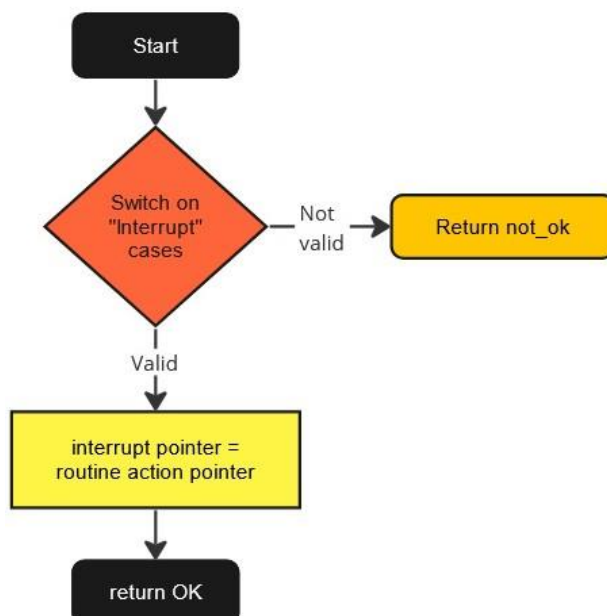 Start
Switch on
"Interrupt"
cases
Not
valid
Return not_ok
Valid
interrupt pointer =
routine action pointer
return OK